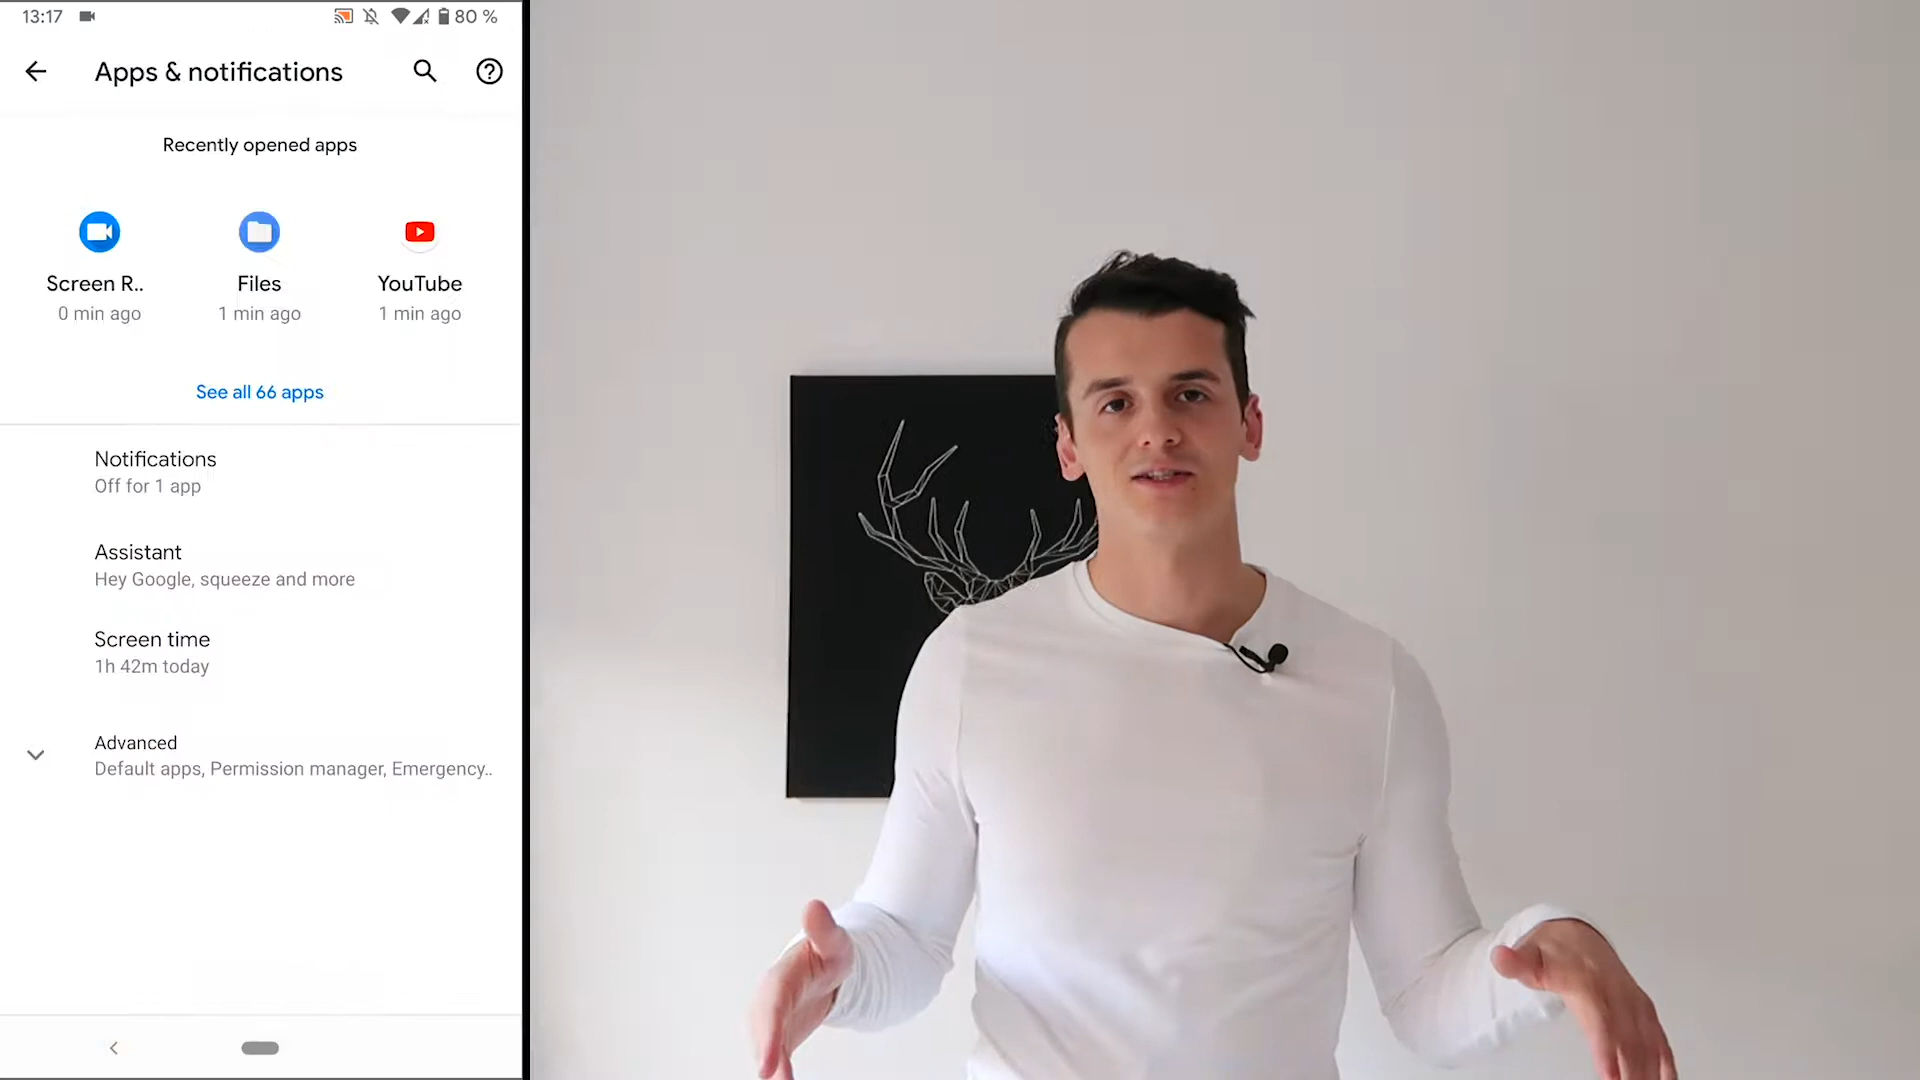 13:17
80 %
Apps & notifications
Recently opened apps
Screen R..
Files
YouTube
0 min ago
1 min ago
1 min ago
See all 66 apps
Notifications
Off for 1 app
Assistant
Hey Google, squeeze and more
Screen time
1h 42m today
Advanced
Default apps, Permission manager, Emergency..